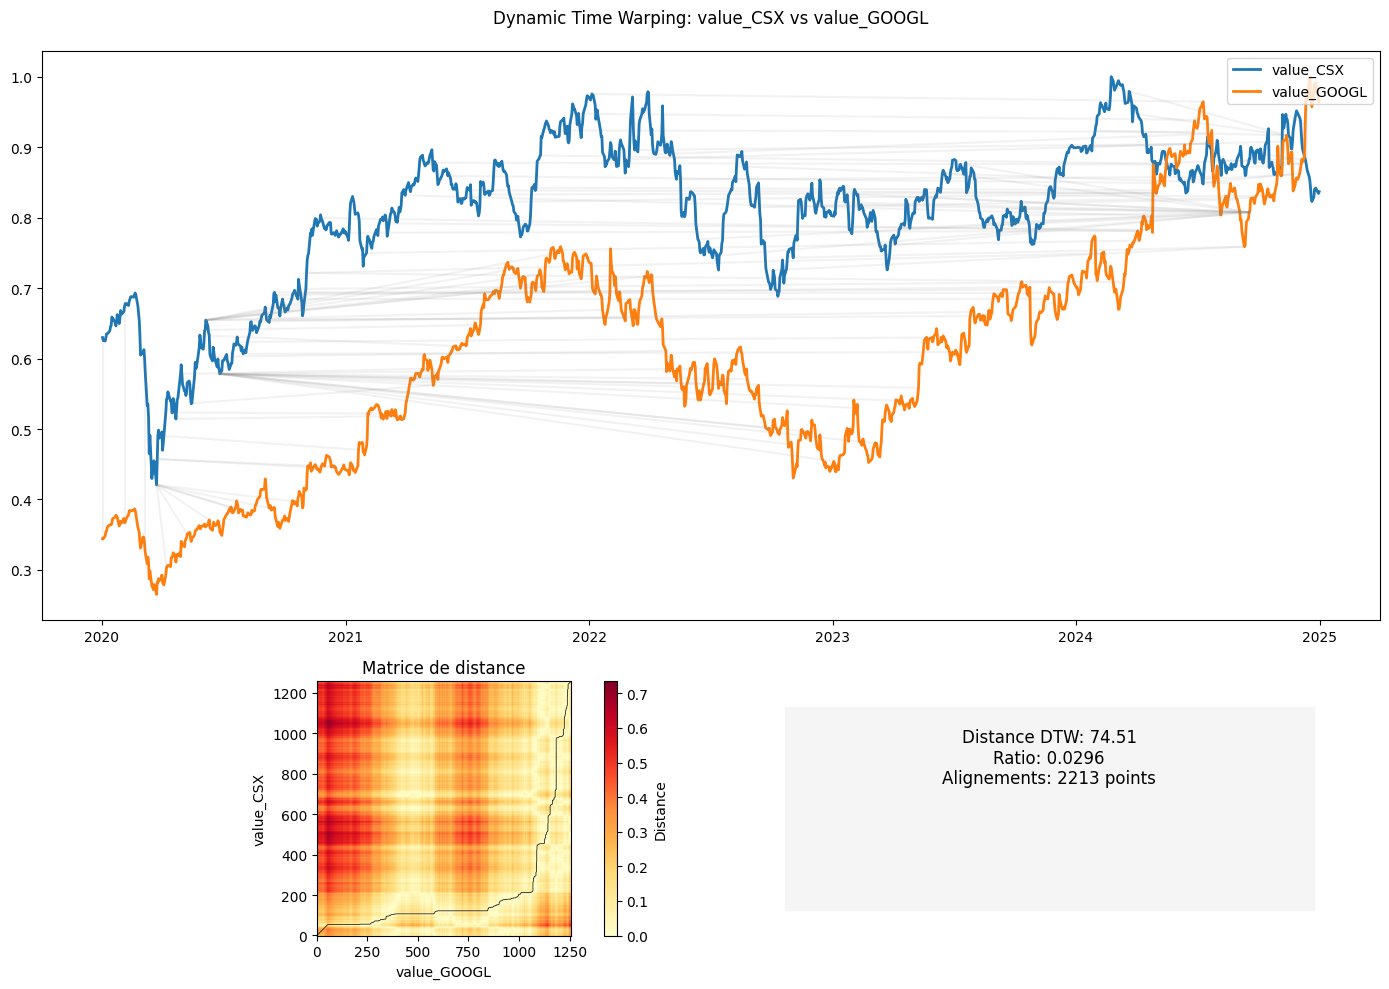 Dynamic Time Warping: value_CSX vs value_GOOGL
value_CSX
value_GOOGL
1.0
0.9
0.8
0.7
0.6
0.5
0.4
0.3
2020 2021 2022 2023 2024 2025
Matrice de distance
value_CSX
1200
1000
800
600
400
200
0
0 250 500 750 1000 1250
value_GOOGL
0.7
0.6
0.5
0.4
0.3
0.2
0.1
0.0
Distance
Distance DTW: 74.51
Ratio: 0.0296
Alignements: 2213 points